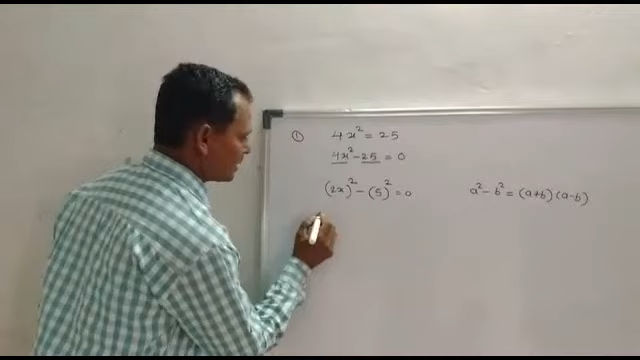 ① 4x² = 25
4x² - 25 = 0
(2x)² - (5)² = 0 a² - b² = (a+b)(a-b)